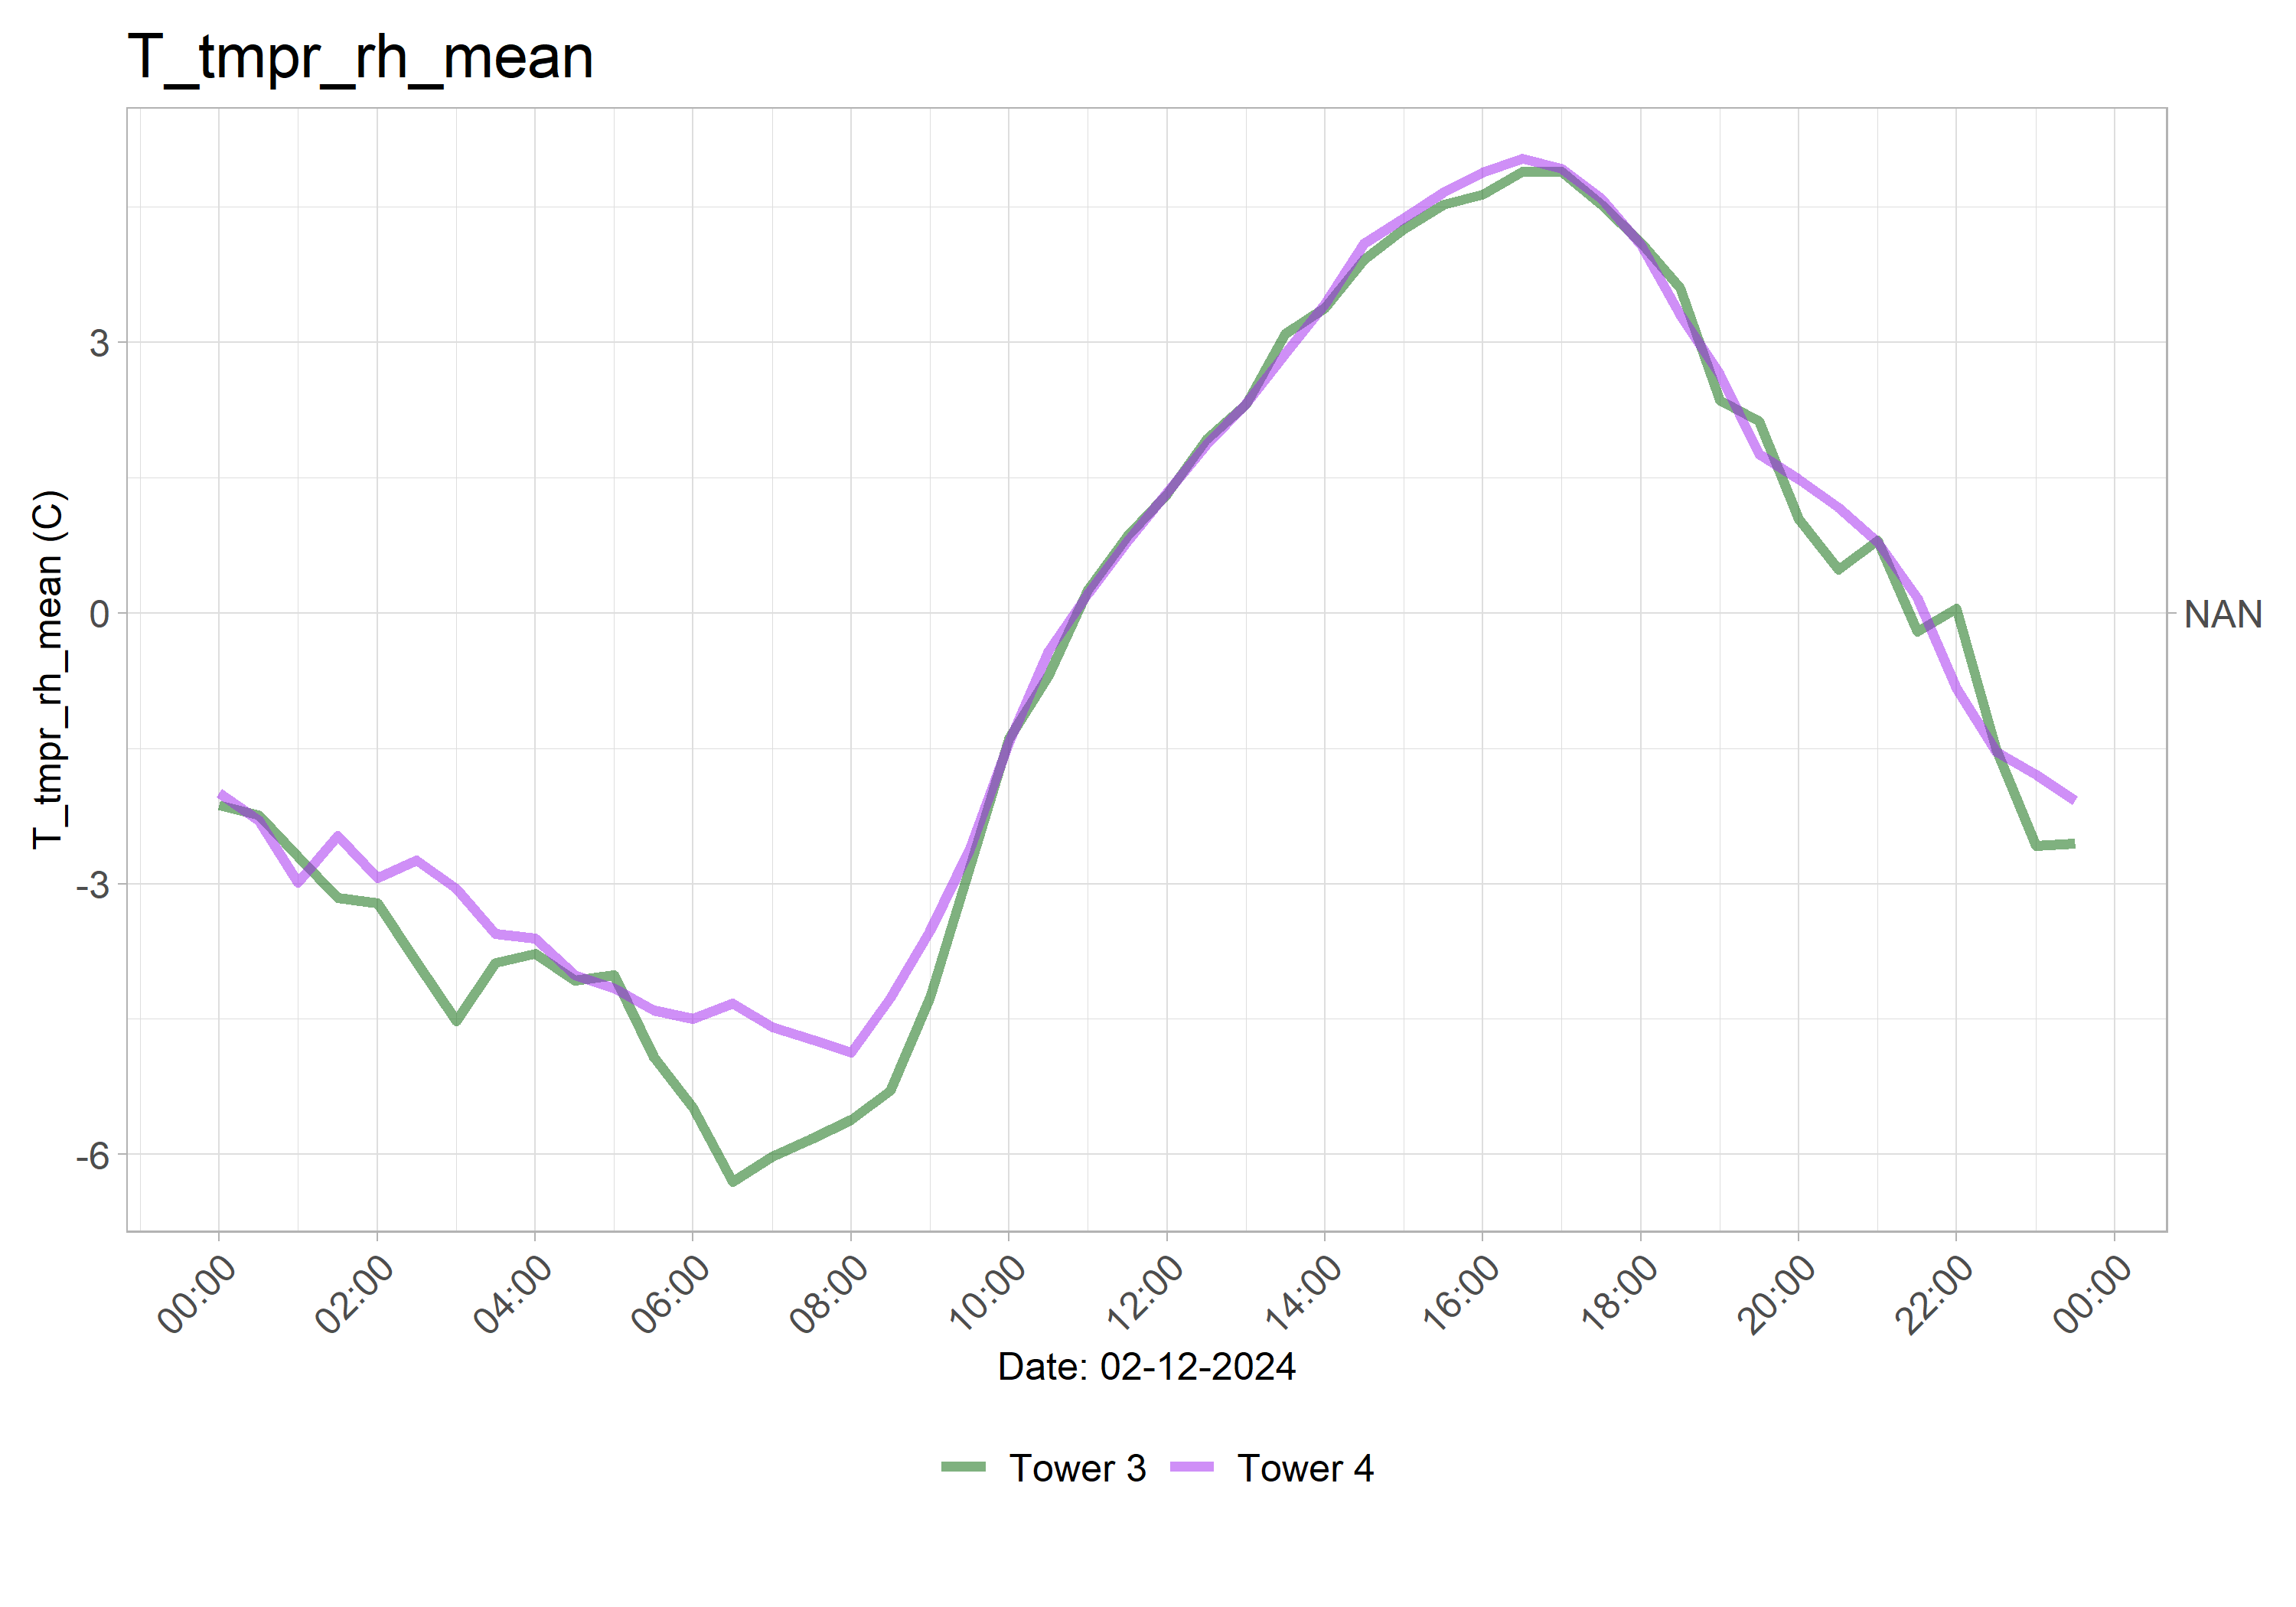 T_tmpr_rh_mean
T_tmpr_rh_mean (C)
3
0
-3
-6
NAN
00:00 02:00 04:00 06:00 08:00 10:00 12:00 14:00 16:00 18:00 20:00 22:00 00:00
Date: 02-12-2024
Tower 3 Tower 4